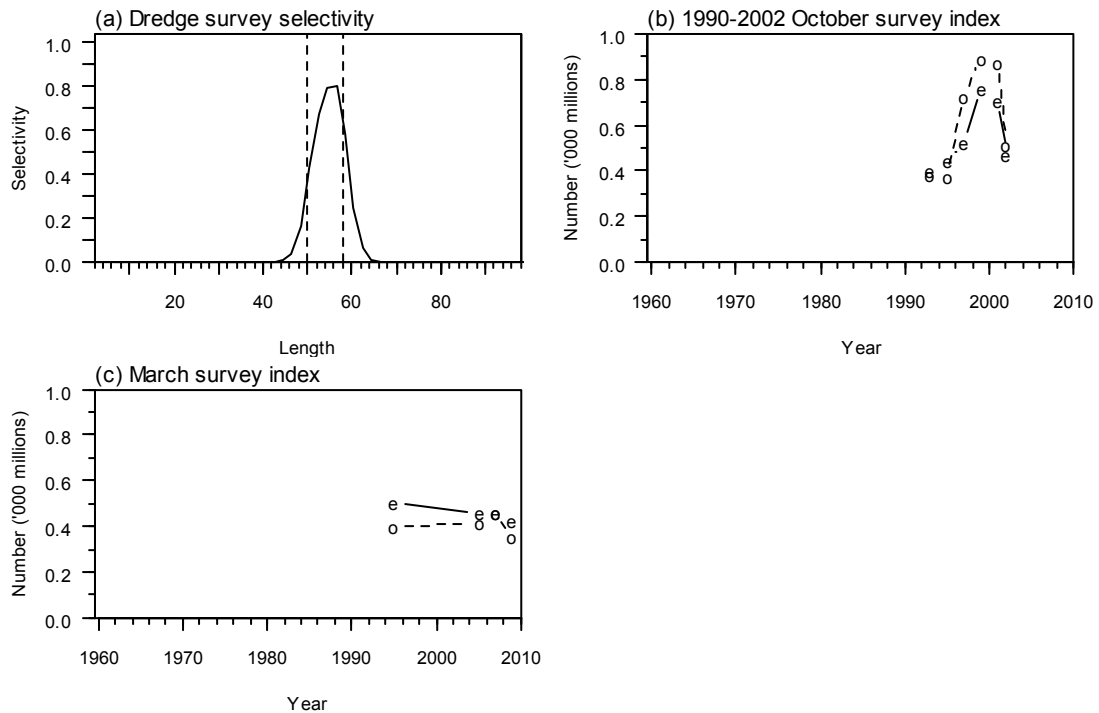 (a) Dredge survey selectivity
1.0
0.8
0.6
0.4
0.2
0.0
Selectivity
20 40 60 80
Length
(b) 1990-2002 October survey index
1.0
0.8
0.6
0.4
0.2
0.0
Number ('000 millions)
o
o
e
e
o
e
o
e
e
o
o
e
1960 1970 1980 1990 2000 2010
Year
(c) March survey index
1.0
0.8
0.6
0.4
0.2
0.0
Number ('000 millions)
e
o
e
o
e
o
e
o
1960 1970 1980 1990 2000 2010
Year